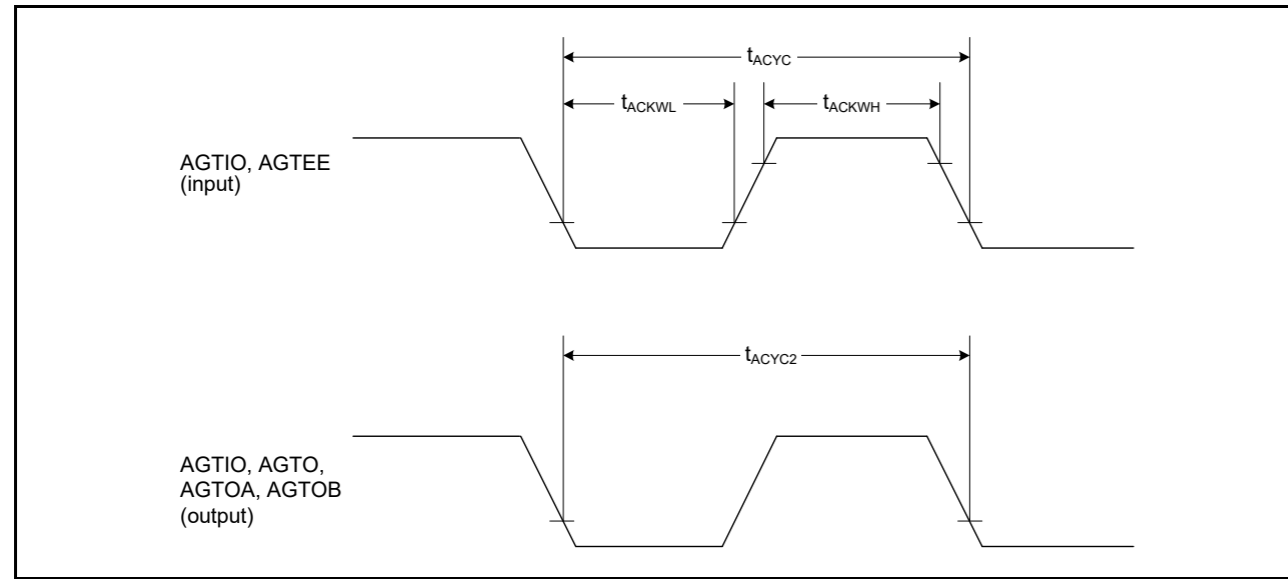 tACYC
tACKWL
tACKWH
AGTIO, AGTEE
(input)
tACYC2
AGTIO, AGTO,
AGTOA, AGTOB
(output)